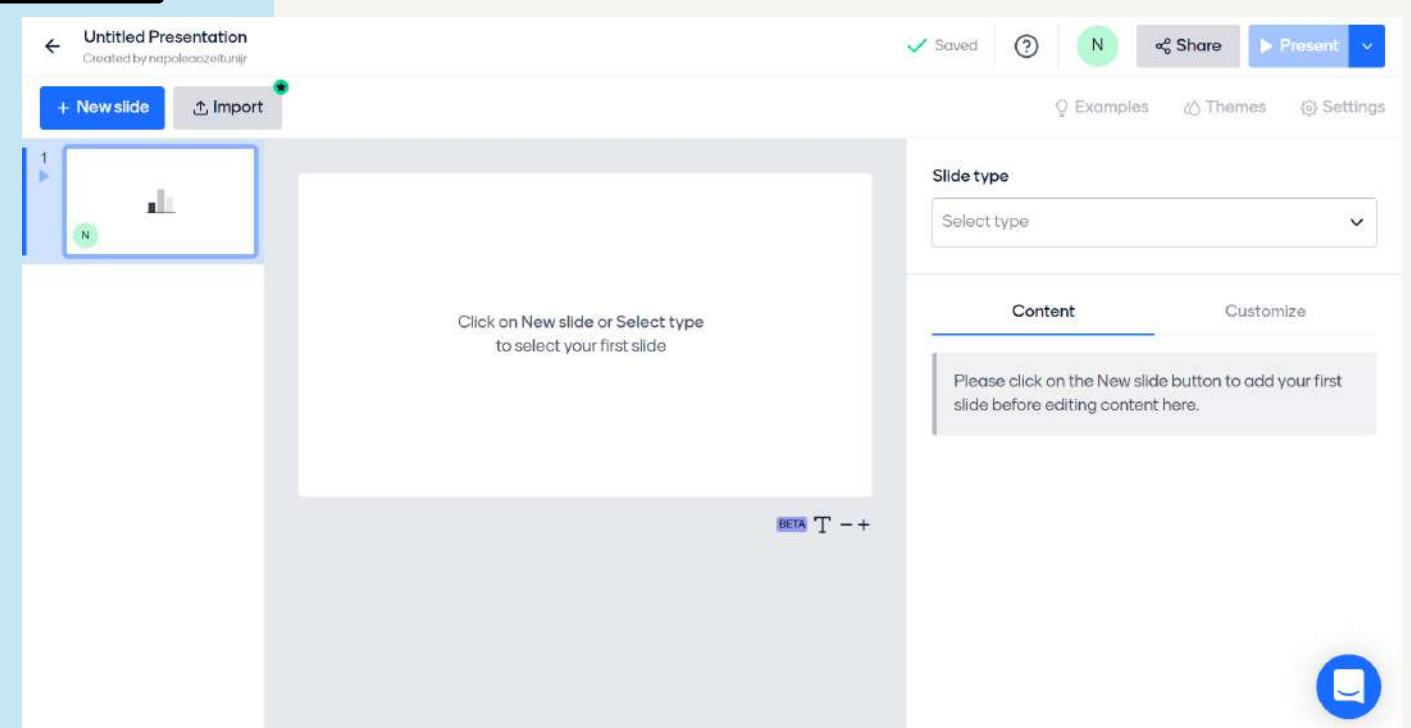 Untitled Presentation
Created by napoleaozeitunijr
Saved
N
Share
Present
+ New slide
Import
Examples
Themes
Settings
1
N
Click on New slide or Select type
to select your first slide
BETA T − +
Slide type
Select type
Content
Customize
Please click on the New slide button to add your first
slide before editing content here.